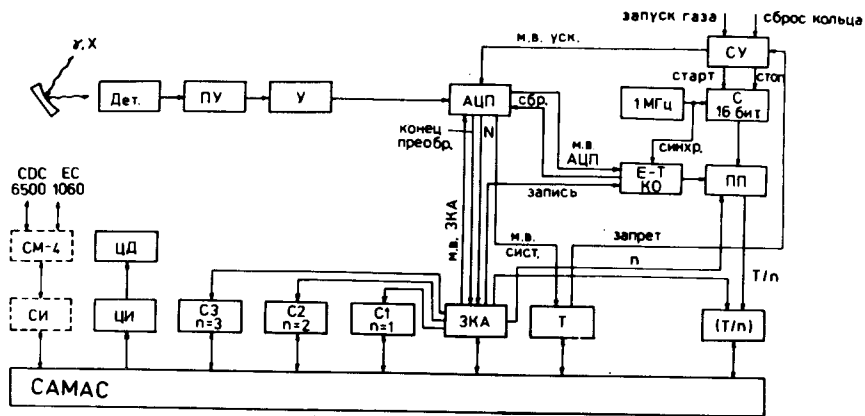 запуск газа
сброс кольца
м.в. уск.
СУ
γ, X
старт
стоп
Дет.
ПУ
У
АЦП
сбр.
1 МГц
С
16 бит
конец
преобр.
N
м.в.
АЦП
синхр.
CDC
6500
ЕС
1060
Е-Т
КО
ПП
запись
м.в. ЗКА
СМ-4
ЦД
м.в.
сист.
запрет
n
T/n
СИ
ЦИ
С3
n=3
С2
n=2
С1
n=1
ЗКА
Т
(T/n)
САМАС